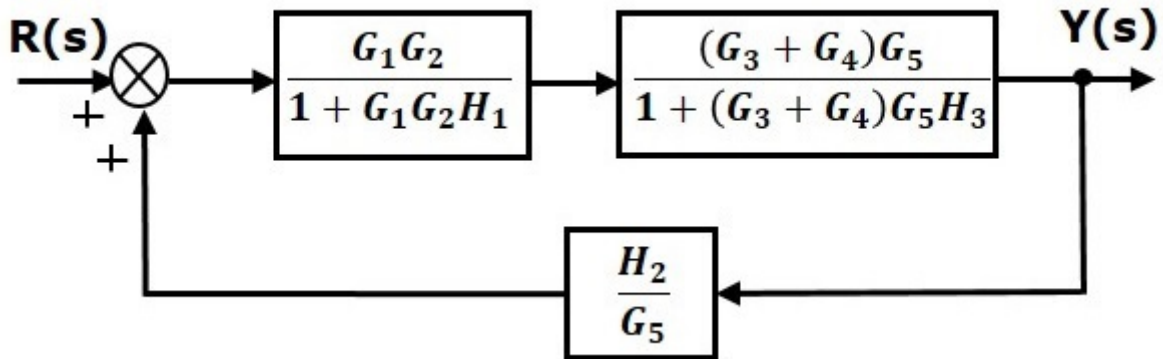 R(s)
+
+
G₁G₂
1 + G₁G₂H₁
(G₃ + G₄)G₅
1 + (G₃ + G₄)G₅H₃
Y(s)
H₂
G₅